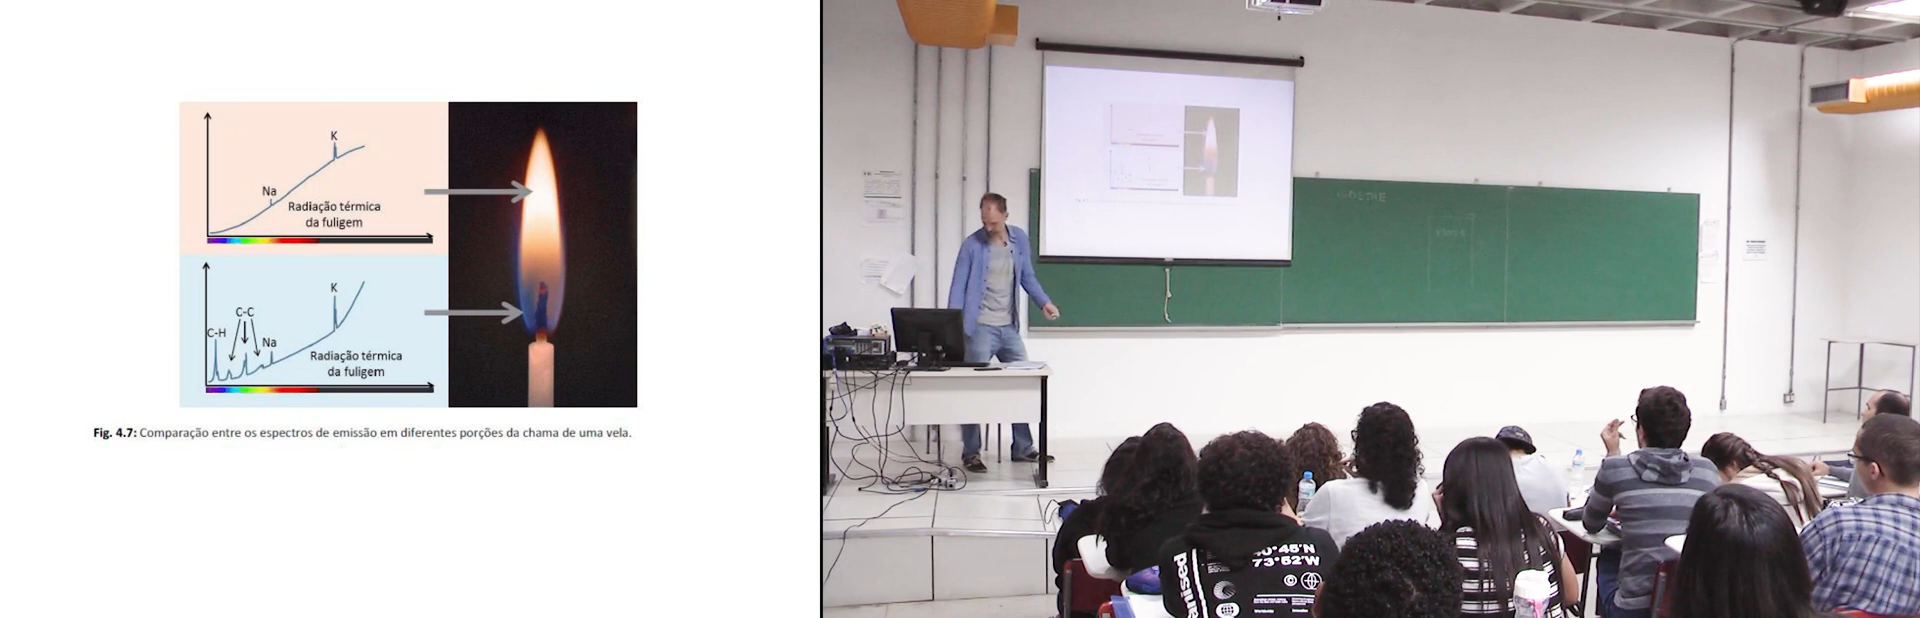 K
Na
Radiação térmica
da fuligem
K
C-C
C-H
Na
Radiação térmica
da fuligem
Fig. 4.7: Comparação entre os espectros de emissão em diferentes porções da chama de uma vela.
40°45'N
73°52'W
anised